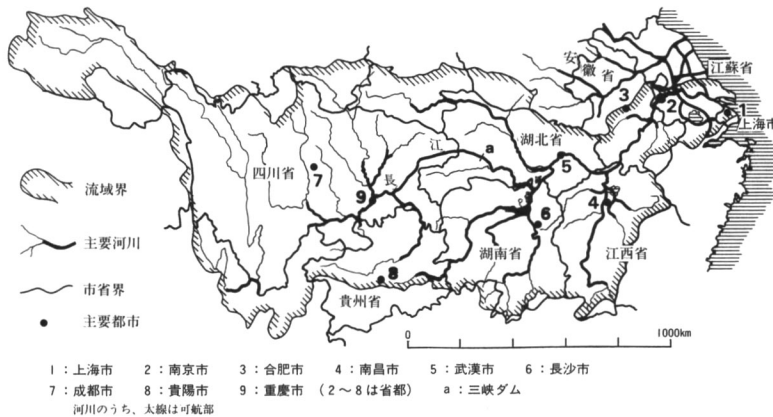 安徽省
江蘇省
3
2
1
上海市
湖北省
江
a
5
四川省
7
長
9
4
6
湖南省
江西省
8
貴州省
流域界
主要河川
市省界
主要都市
0 1000km
1:上海市 2:南京市 3:合肥市 4:南昌市 5:武漢市 6:長沙市
7:成都市 8:貴陽市 9:重慶市 (2〜8は省都) a:三峡ダム
河川のうち、太線は可航部